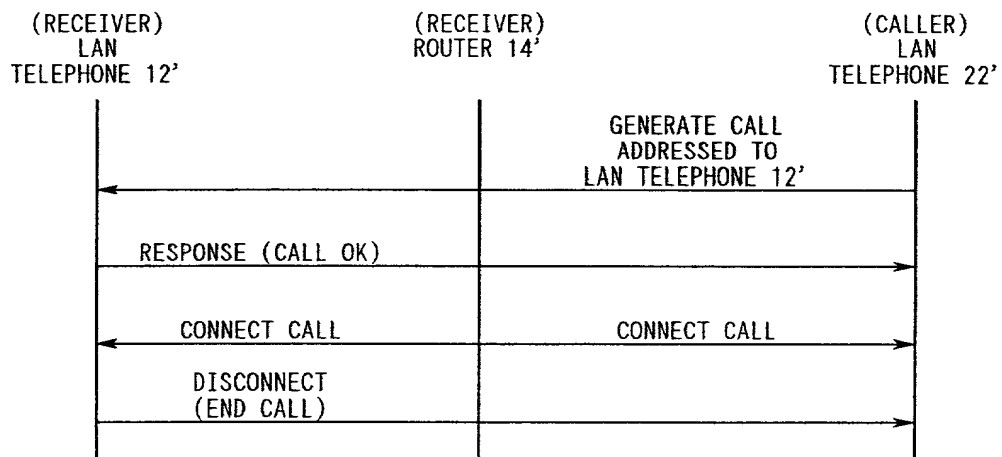 (RECEIVER)
LAN
TELEPHONE 12'
(RECEIVER)
ROUTER 14'
(CALLER)
LAN
TELEPHONE 22'
GENERATE CALL
ADDRESSED TO
LAN TELEPHONE 12'
RESPONSE (CALL OK)
CONNECT CALL
CONNECT CALL
DISCONNECT
(END CALL)